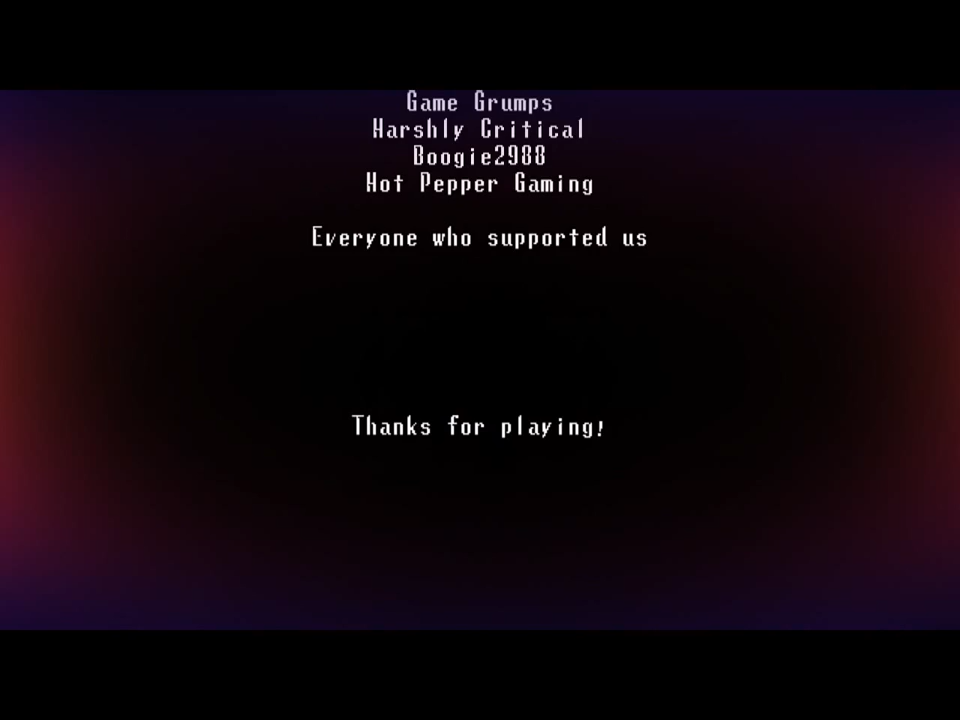 Game Grumps
Harshly Critical
Boogie2988
Hot Pepper Gaming
Everyone who supported us
Thanks for playing!